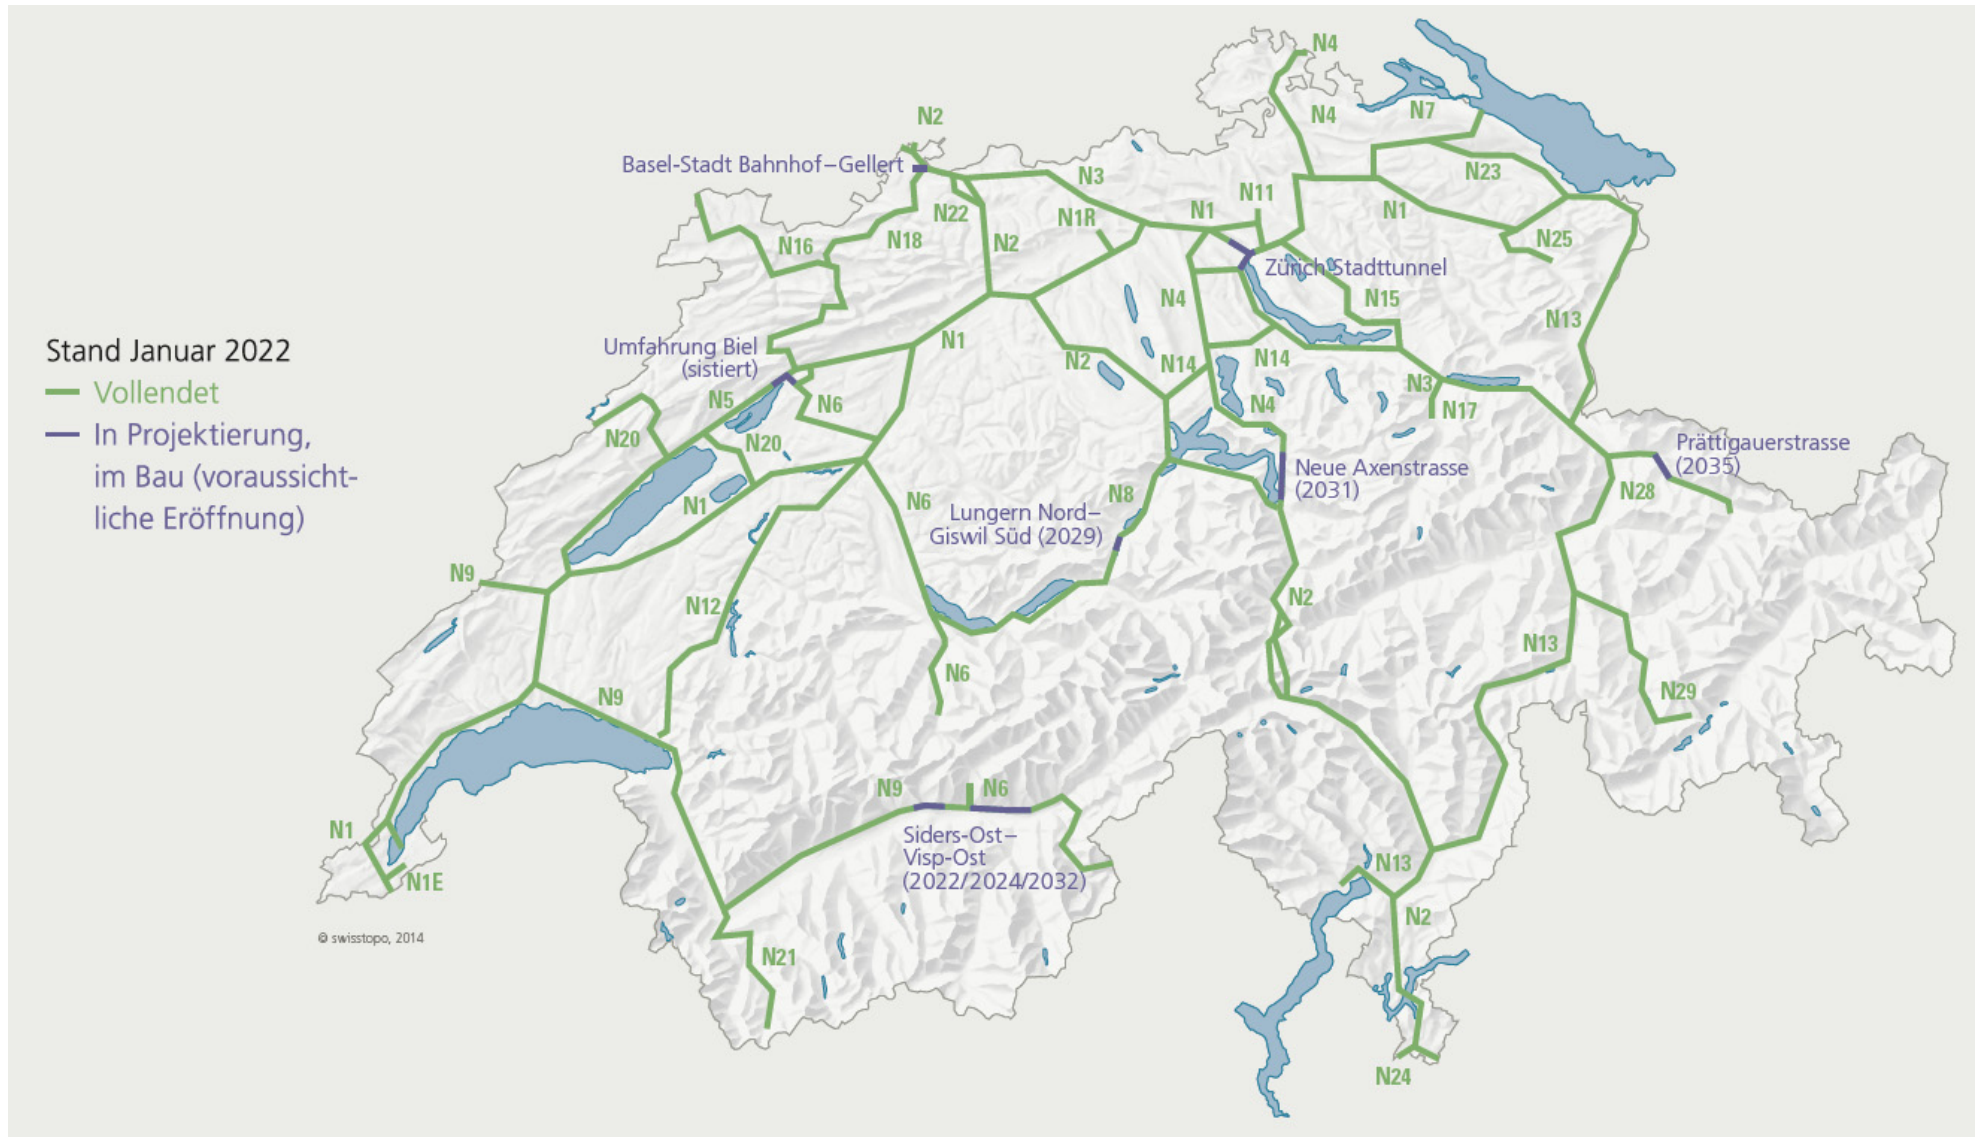 N4
N2
N4
N7
Basel-Stadt Bahnhof–Gellert
N3
N23
N22
N1R
N11
N1
N1
N16
N18
N2
N25
Zürich Stadttunnel
N4
N15
N13
Stand Januar 2022
Vollendet
In Projektierung,
im Bau (voraussicht-
liche Eröffnung)
Umfahrung Biel
(sistiert)
N1
N2
N14
N14
N3
N5
N6
N4
N17
N20
N20
Prättigauerstrasse
(2035)
Neue Axenstrasse
(2031)
N1
N6
N8
N28
Lungern Nord–
Giswil Süd (2029)
N9
N12
N2
N13
N6
N9
N29
N9
N6
N1
Siders-Ost–
Visp-Ost
(2022/2024/2032)
N13
N1E
N2
© swisstopo, 2014
N21
N24